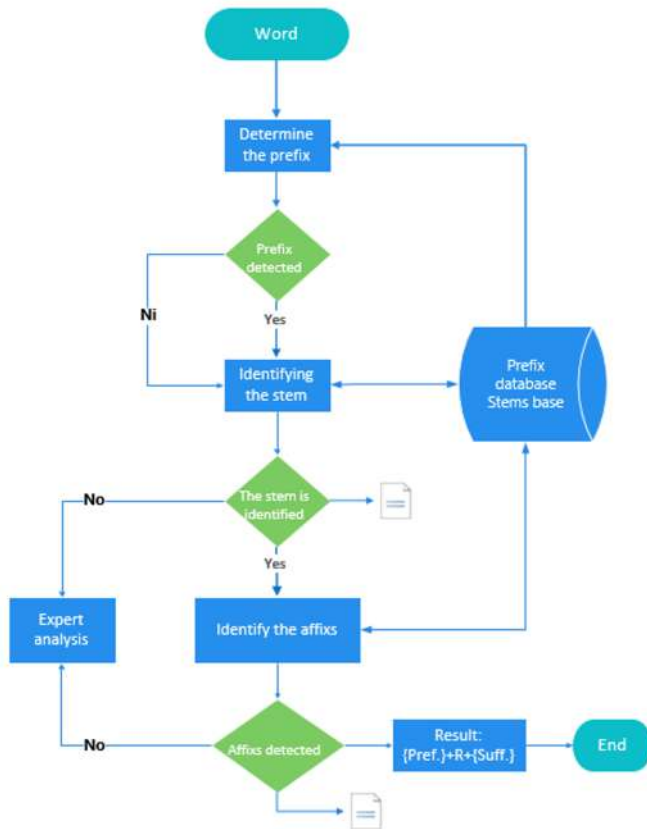 Word
Determine
the prefix
Prefix
detected
Ni
Yes
Identifying
the stem
Prefix
database
Stems base
The stem is
identified
No
Yes
Expert
analysis
Identify the affixs
Affixs detected
No
Result:
{Pref.}+R+{Suff.}
End